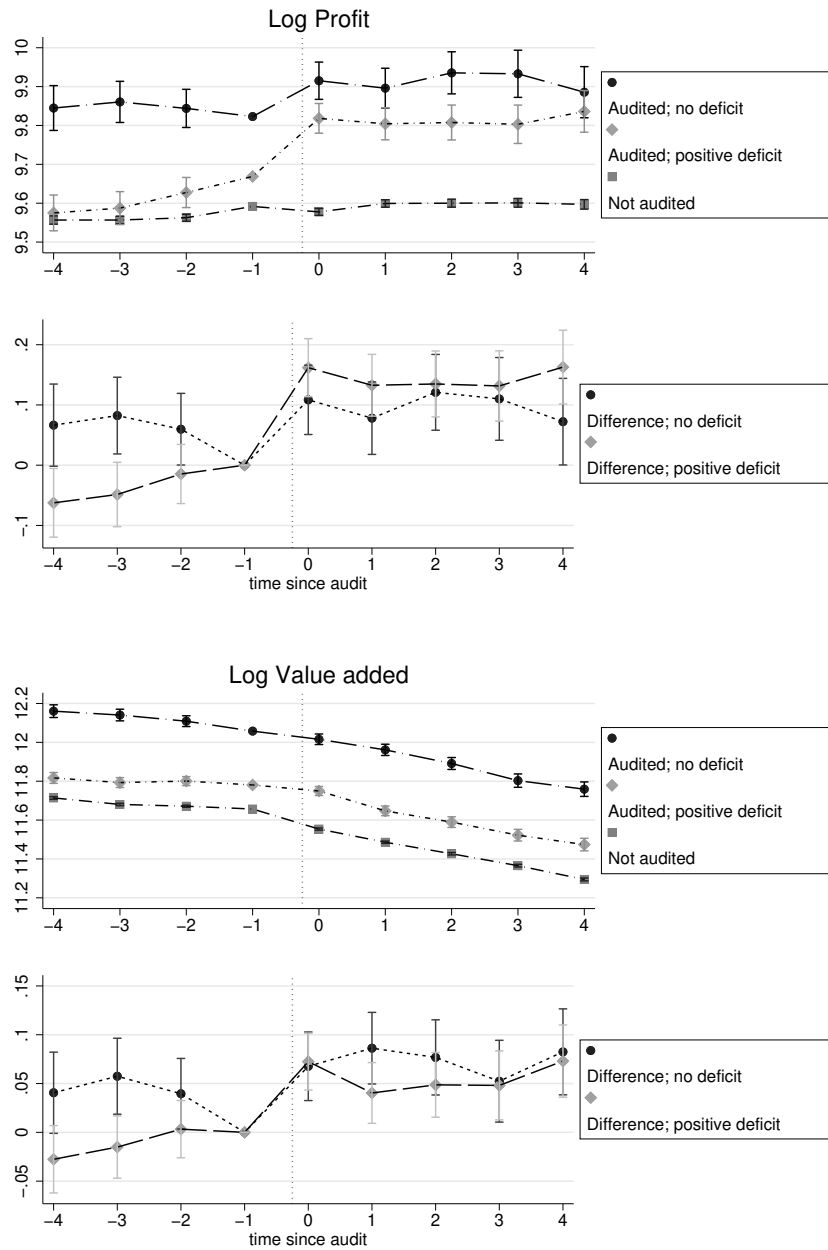 Log Profit
10
9.9
9.8
9.7
9.6
9.5
−4 −3 −2 −1 0 1 2 3 4
Audited; no deficit
Audited; positive deficit
Not audited
.2
.1
0
−.1
−4 −3 −2 −1 0 1 2 3 4
time since audit
Difference; no deficit
Difference; positive deficit
Log Value added
12.2
12
11.8
11.6
11.4
11.2
−4 −3 −2 −1 0 1 2 3 4
Audited; no deficit
Audited; positive deficit
Not audited
.15
.1
.05
0
−.05
−4 −3 −2 −1 0 1 2 3 4
time since audit
Difference; no deficit
Difference; positive deficit